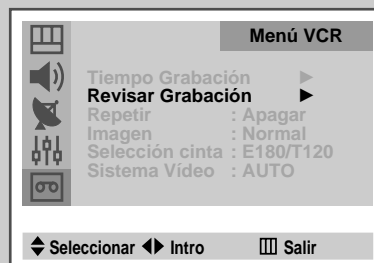 Menú VCR
Tiempo Grabación
Revisar Grabación
Repetir : Apagar
Imagen : Normal
Selección cinta : E180/T120
Sistema Vídeo : AUTO
Seleccionar Intro Salir